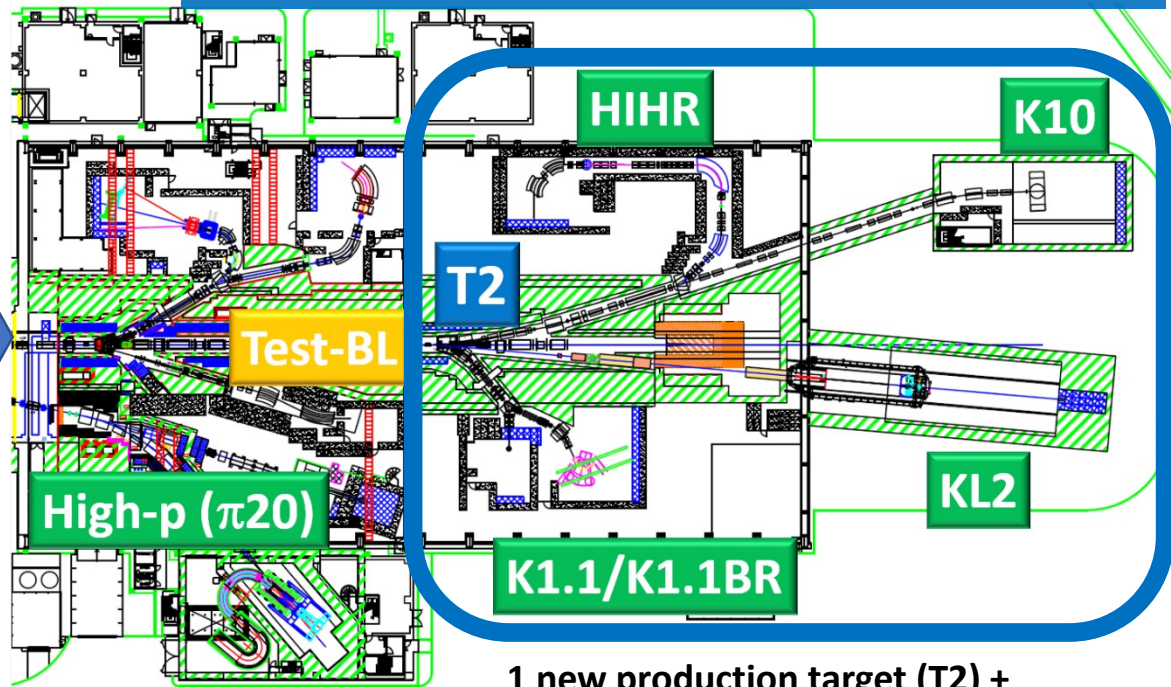 HIHR
K10
T2
Test-BL
KL2
High-p (π20)
K1.1/K1.1BR
1 new production target (T2) +